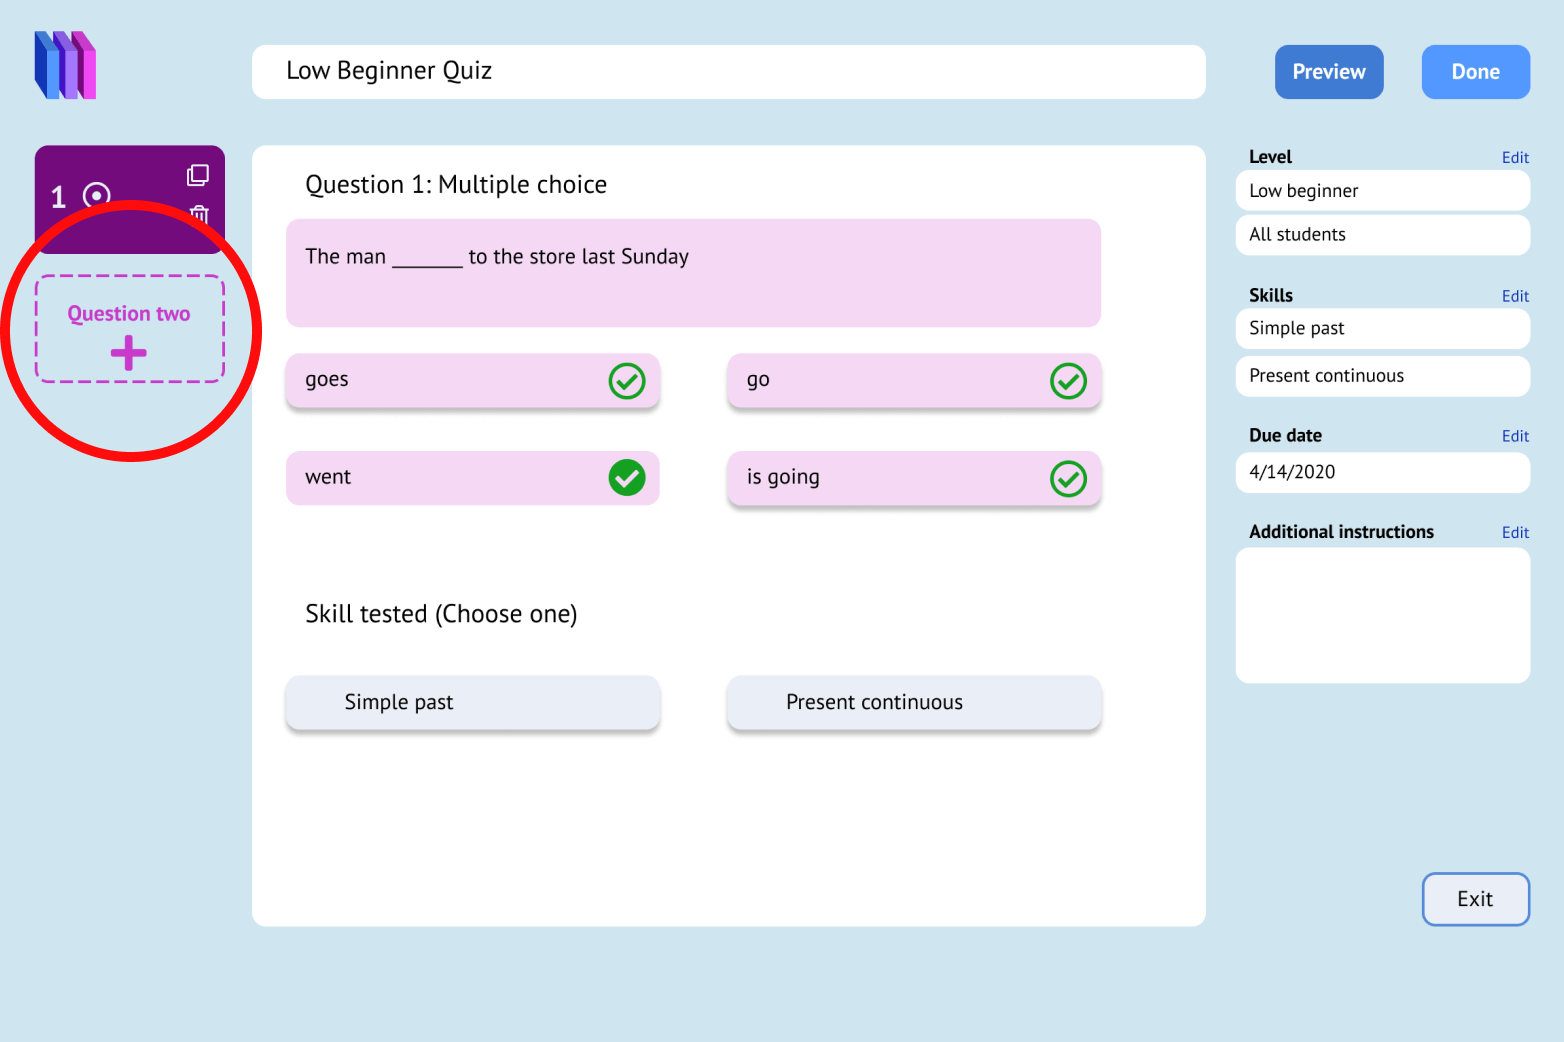 Low Beginner Quiz
Preview
Done
1
Question two
Question 1: Multiple choice
The man ______ to the store last Sunday
goes
go
went
is going
Skill tested (Choose one)
Simple past
Present continuous
Level Edit
Low beginner
All students
Skills Edit
Simple past
Present continuous
Due date Edit
4/14/2020
Additional instructions Edit
Exit